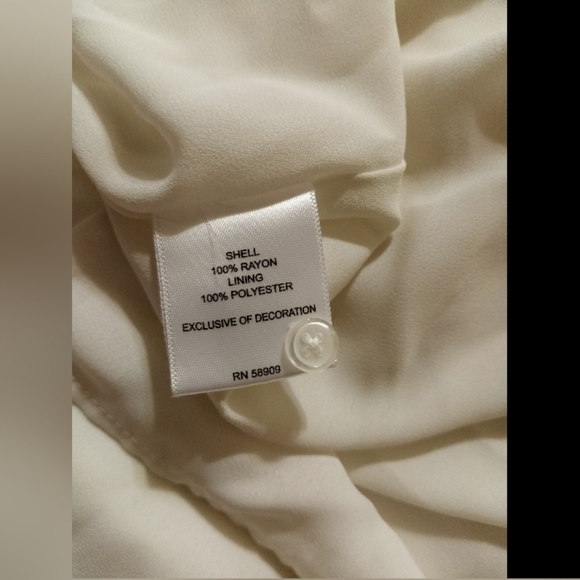 SHELL
100% RAYON
LINING
100% POLYESTER
EXCLUSIVE OF DECORATION
RN 58909